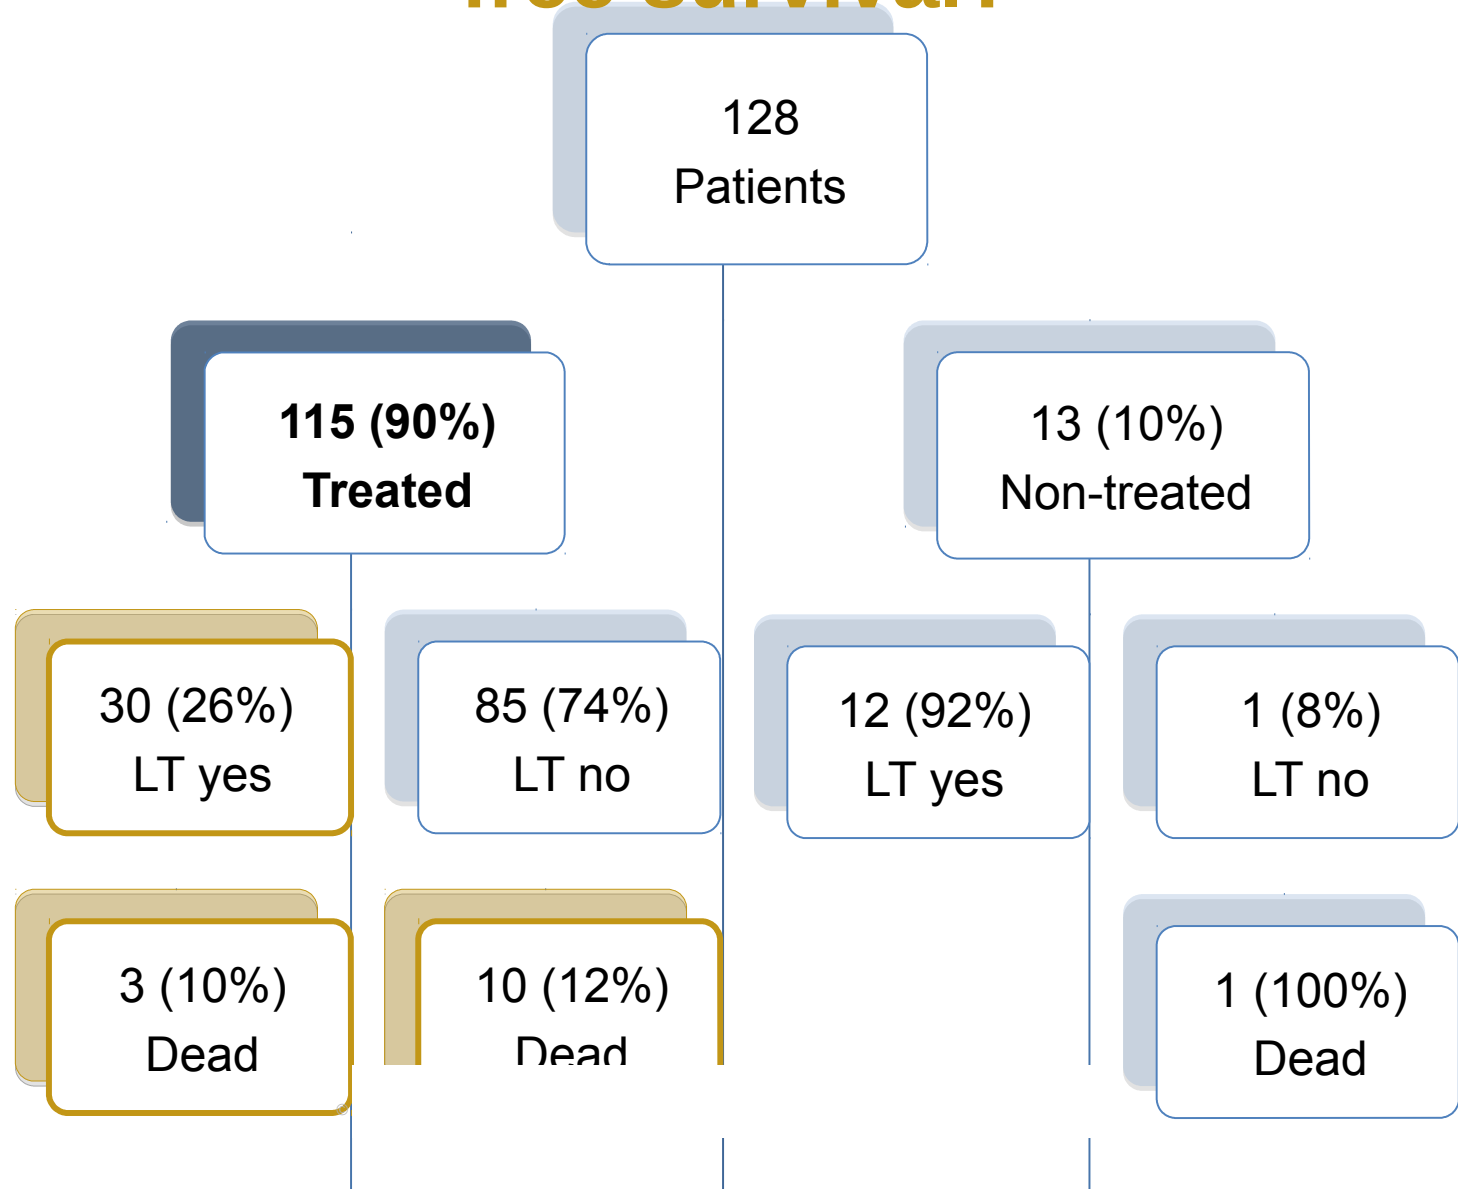 128
Patients
115 (90%)
Treated
13 (10%)
Non-treated
30 (26%)
LT yes
85 (74%)
LT no
12 (92%)
LT yes
1 (8%)
LT no
3 (10%)
Dead
10 (12%)
Dead
1 (100%)
Dead